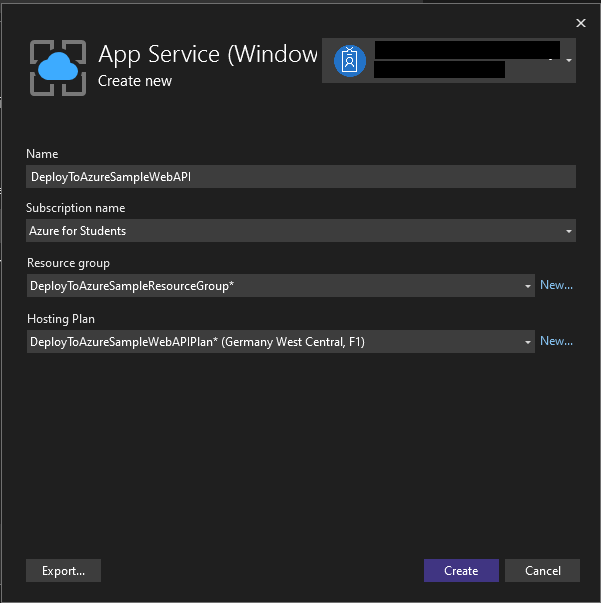 App Service (Window
Create new
Name
DeployToAzureSampleWebAPI
Subscription name
Azure for Students
Resource group
DeployToAzureSampleResourceGroup*
New...
Hosting Plan
DeployToAzureSampleWebAPIPlan* (Germany West Central, F1)
New...
Export...
Create
Cancel